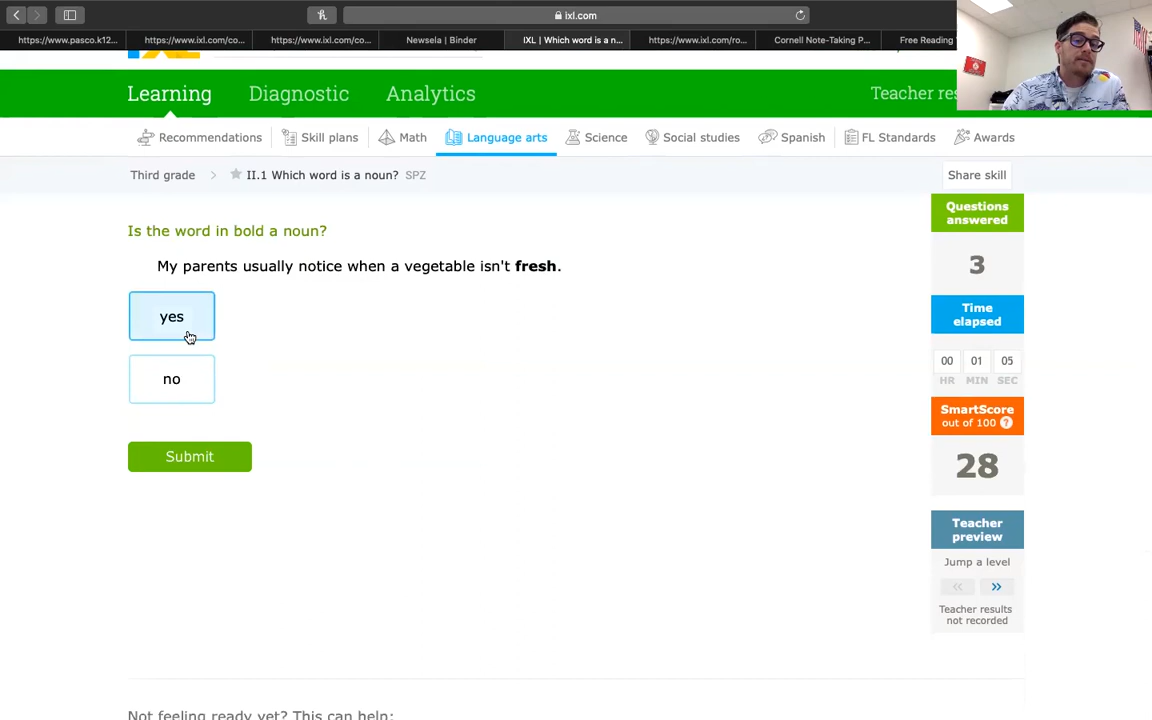 ixl.com
https://www.pasco.k12...
https://www.ixl.com/co...
https://www.ixl.com/co...
Newsela | Binder
IXL | Which word is a n...
https://www.ixl.com/ro...
Cornell Note-Taking P...
Free Reading
Learning
Diagnostic
Analytics
Teacher res
Recommendations
Skill plans
Math
Language arts
Science
Social studies
Spanish
FL Standards
Awards
Third grade > II.1 Which word is a noun? SPZ
Share skill
Is the word in bold a noun?
My parents usually notice when a vegetable isn't fresh.
yes
no
Submit
Questions
answered
3
Time
elapsed
00 01 05
HR MIN SEC
SmartScore
out of 100 ?
28
Teacher
preview
Jump a level
<< >>
Teacher results
not recorded
Not feeling ready yet? This can help: